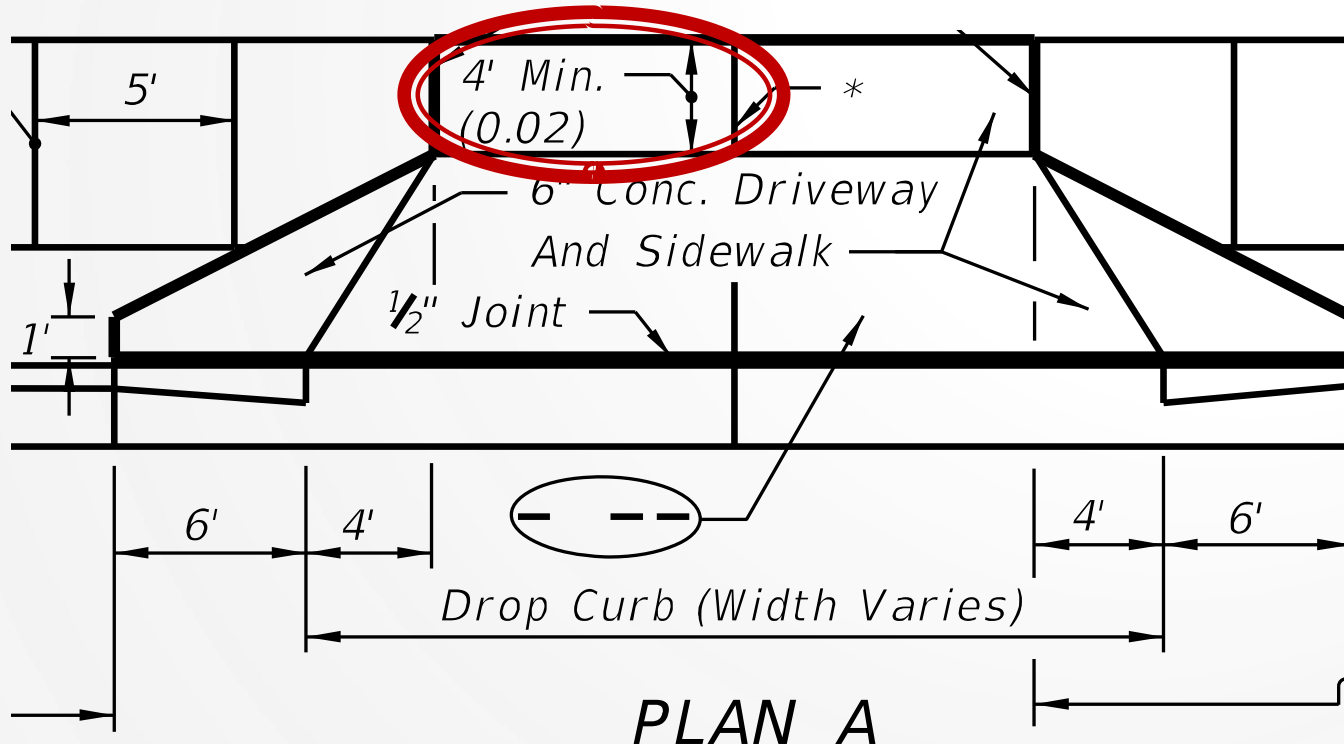 5'
4' Min.
(0.02)
*
6" Conc. Driveway
And Sidewalk
1/2" Joint
1'
6'
4'
4'
6'
Drop Curb (Width Varies)
PLAN A